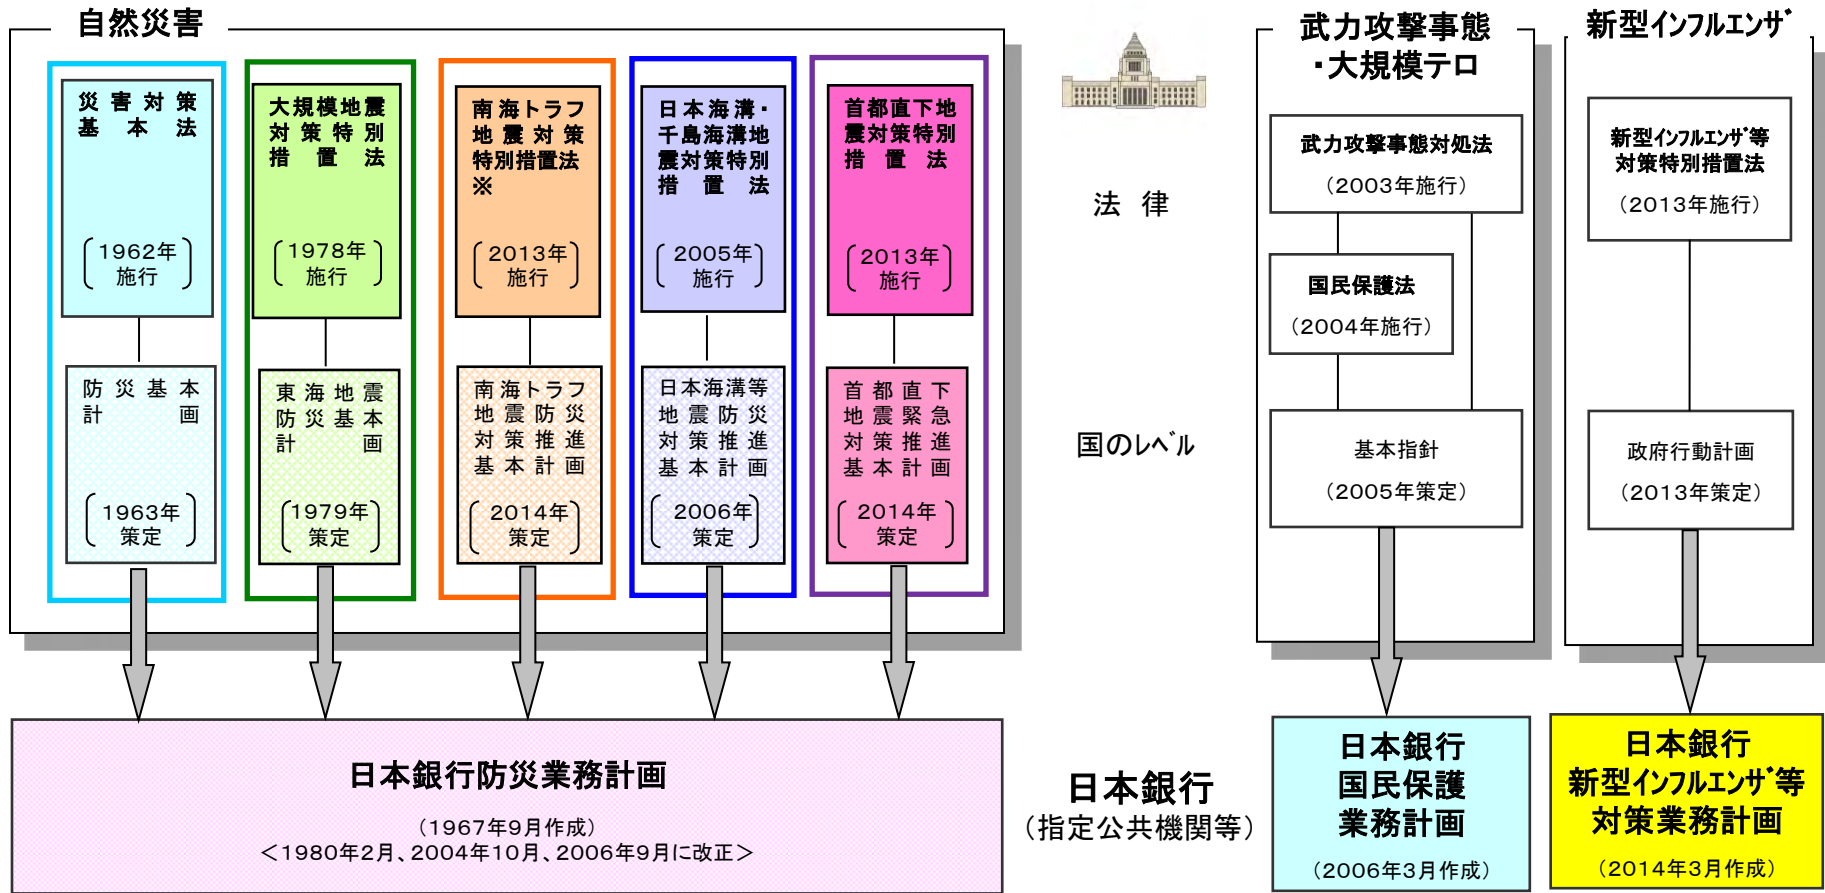 自然災害
災害対策
基本法
1962年
施行
防災基本
計画
1963年
策定
大規模地震
対策特別
措置法
1978年
施行
東海地震
防災基本
計画
1979年
策定
南海トラフ
地震対策
特別措置法
※
2013年
施行
南海トラフ
地震防災
対策推進
基本計画
2014年
策定
日本海溝・
千島海溝地
震対策特別
措置法
2005年
施行
日本海溝等
地震防災
対策推進
基本計画
2006年
策定
首都直下地
震対策特別
措置法
2013年
施行
首都直下
地震緊急
対策推進
基本計画
2014年
策定
法 律
国のレベル
武力攻撃事態
・大規模テロ
武力攻撃事態対処法
(2003年施行)
国民保護法
(2004年施行)
基本指針
(2005年策定)
新型インフルエンザ
新型インフルエンザ等
対策特別措置法
(2013年施行)
政府行動計画
(2013年策定)
日本銀行防災業務計画
(1967年9月作成)
<1980年2月、2004年10月、2006年9月に改正>
日本銀行
(指定公共機関等)
日本銀行
国民保護
業務計画
(2006年3月作成)
日本銀行
新型インフルエンザ等
対策業務計画
(2014年3月作成)